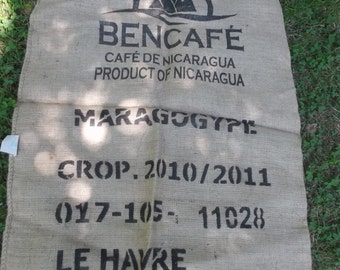 BENCAFÉ
CAFÉ DE NICARAGUA
PRODUCT OF NICARAGUA
MARAGOGYPE
CROP. 2010/2011
017-105- 11028
LE HAVRE